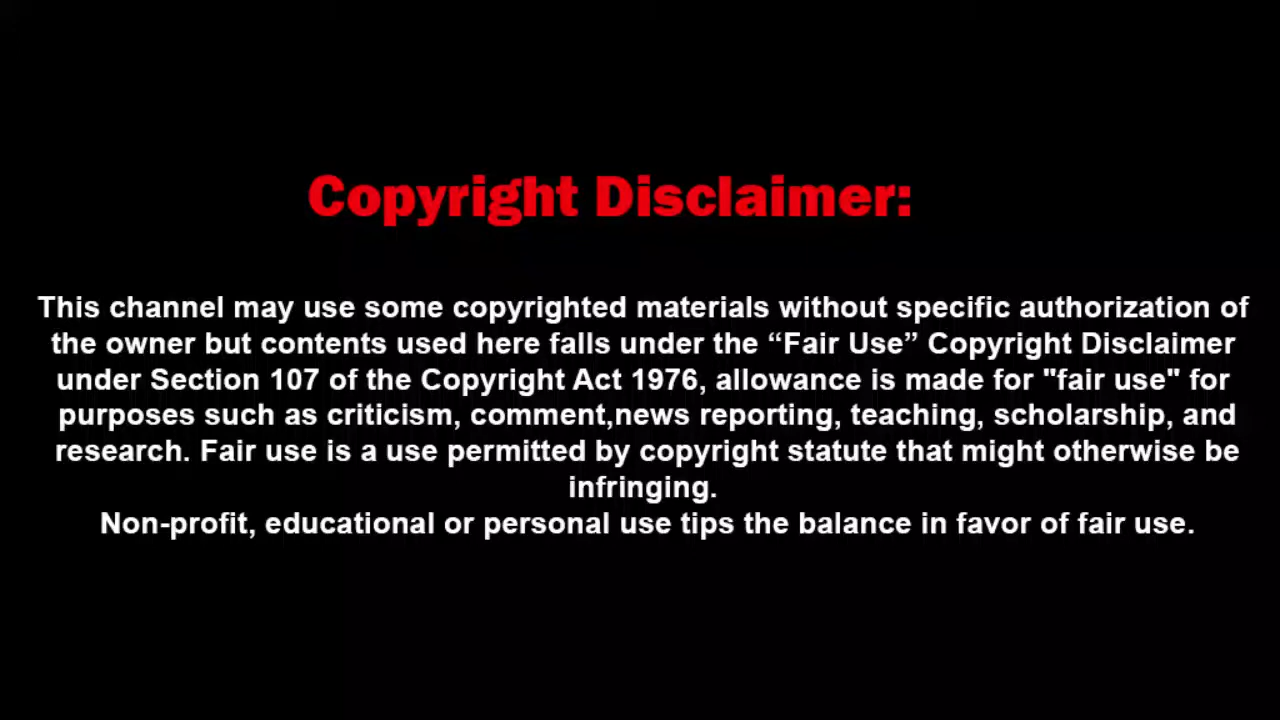 Copyright Disclaimer:
This channel may use some copyrighted materials without specific authorization of
the owner but contents used here falls under the “Fair Use” Copyright Disclaimer
under Section 107 of the Copyright Act 1976, allowance is made for "fair use" for
purposes such as criticism, comment,news reporting, teaching, scholarship, and
research. Fair use is a use permitted by copyright statute that might otherwise be
infringing.
Non-profit, educational or personal use tips the balance in favor of fair use.